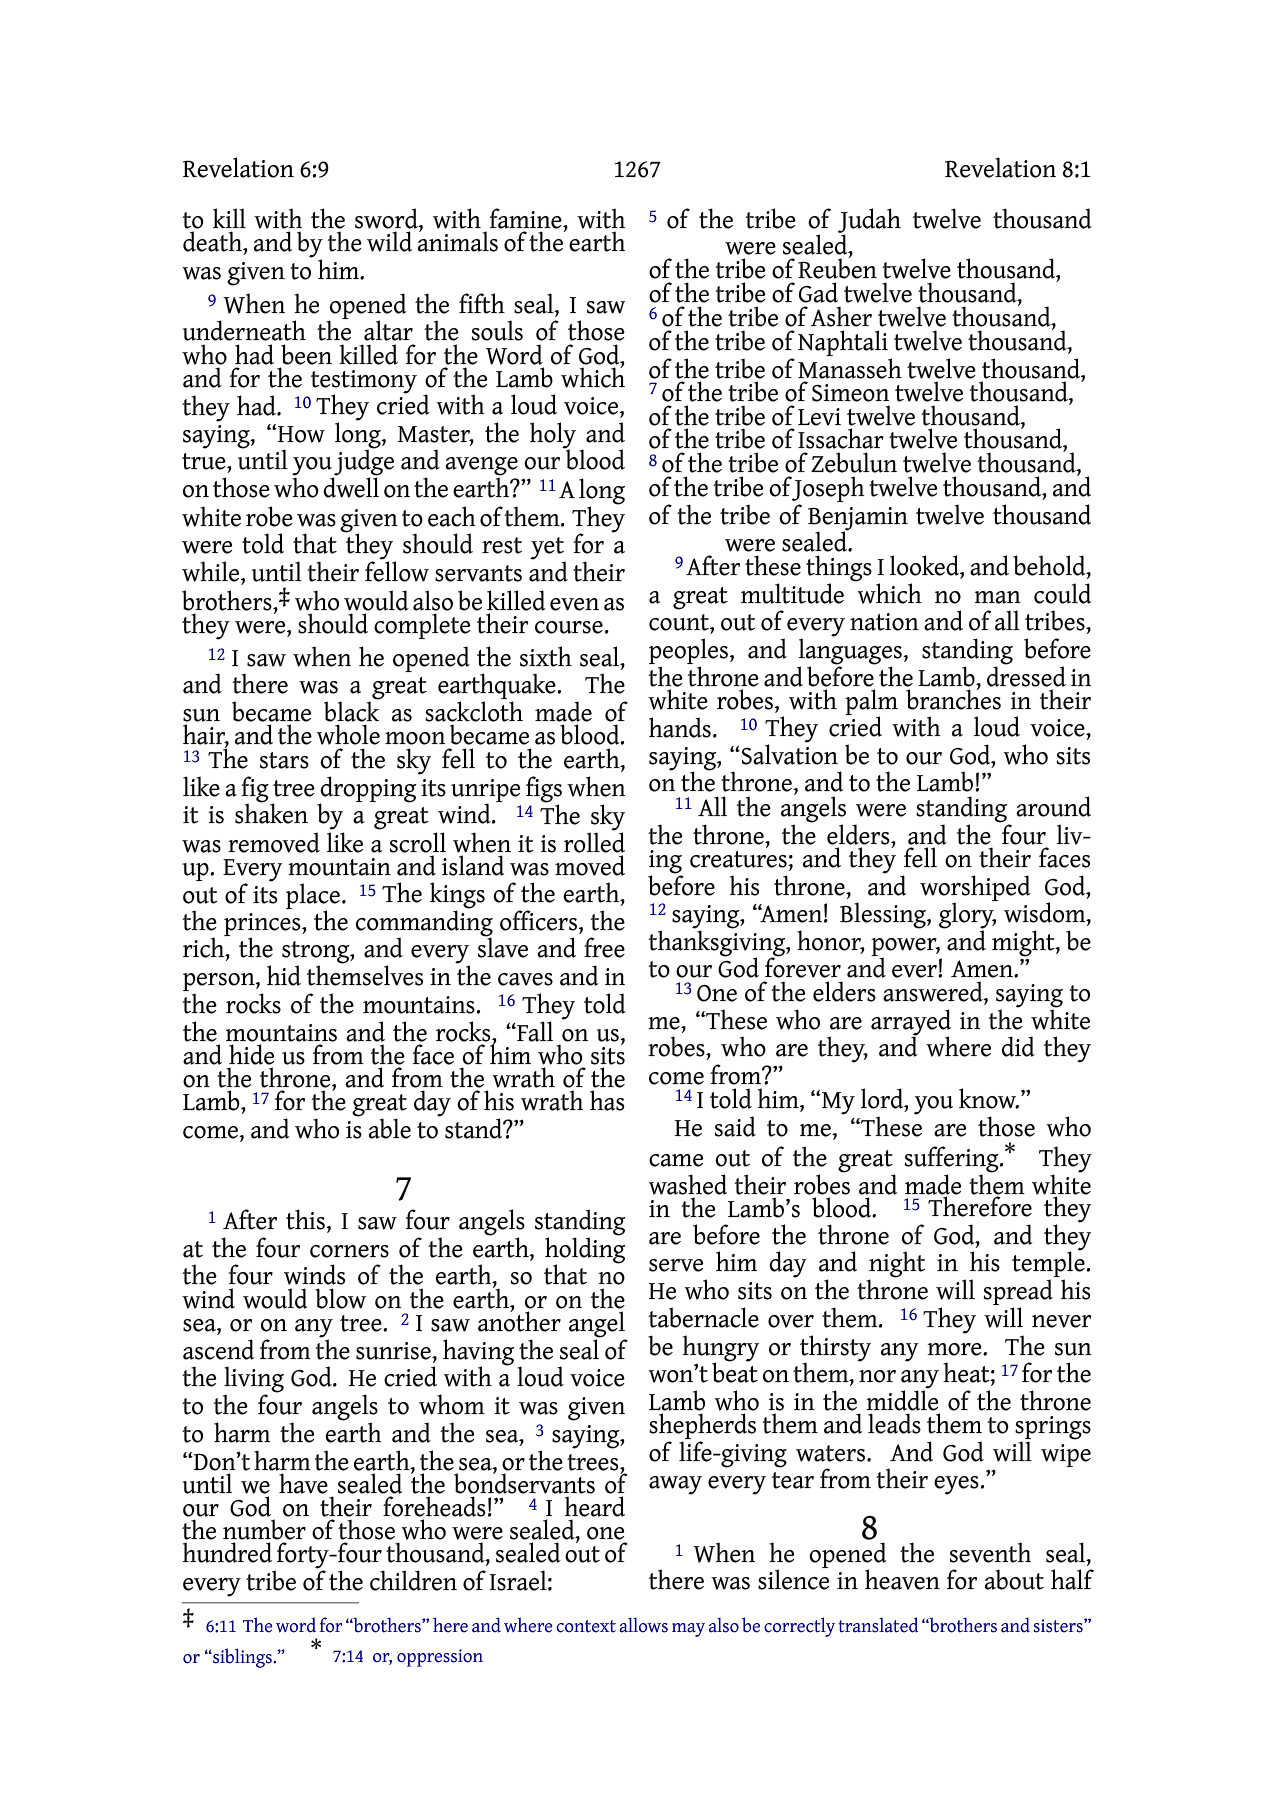 Revelation 6:9 1267 Revelation 8:1
to kill with the sword, with famine, with
death, and by the wild animals of the earth
was given to him.
9 When he opened the fifth seal, I saw
underneath the altar the souls of those
who had been killed for the Word of God,
and for the testimony of the Lamb which
they had. 10 They cried with a loud voice,
saying, “How long, Master, the holy and
true, until you judge and avenge our blood
on those who dwell on the earth?” 11 A long
white robe was given to each of them. They
were told that they should rest yet for a
while, until their fellow servants and their
brothers,‡ who would also be killed even as
they were, should complete their course.
12 I saw when he opened the sixth seal,
and there was a great earthquake. The
sun became black as sackcloth made of
hair, and the whole moon became as blood.
13 The stars of the sky fell to the earth,
like a fig tree dropping its unripe figs when
it is shaken by a great wind. 14 The sky
was removed like a scroll when it is rolled
up. Every mountain and island was moved
out of its place. 15 The kings of the earth,
the princes, the commanding officers, the
rich, the strong, and every slave and free
person, hid themselves in the caves and in
the rocks of the mountains. 16 They told
the mountains and the rocks, “Fall on us,
and hide us from the face of him who sits
on the throne, and from the wrath of the
Lamb, 17 for the great day of his wrath has
come, and who is able to stand?”
7
1 After this, I saw four angels standing
at the four corners of the earth, holding
the four winds of the earth, so that no
wind would blow on the earth, or on the
sea, or on any tree. 2 I saw another angel
ascend from the sunrise, having the seal of
the living God. He cried with a loud voice
to the four angels to whom it was given
to harm the earth and the sea, 3 saying,
“Don’t harm the earth, the sea, or the trees,
until we have sealed the bondservants of
our God on their foreheads!” 4 I heard
the number of those who were sealed, one
hundred forty-four thousand, sealed out of
every tribe of the children of Israel:
5 of the tribe of Judah twelve thousand
were sealed,
of the tribe of Reuben twelve thousand,
of the tribe of Gad twelve thousand,
6 of the tribe of Asher twelve thousand,
of the tribe of Naphtali twelve thousand,
of the tribe of Manasseh twelve thousand,
7 of the tribe of Simeon twelve thousand,
of the tribe of Levi twelve thousand,
of the tribe of Issachar twelve thousand,
8 of the tribe of Zebulun twelve thousand,
of the tribe of Joseph twelve thousand, and
of the tribe of Benjamin twelve thousand
were sealed.
9 After these things I looked, and behold,
a great multitude which no man could
count, out of every nation and of all tribes,
peoples, and languages, standing before
the throne and before the Lamb, dressed in
white robes, with palm branches in their
hands. 10 They cried with a loud voice,
saying, “Salvation be to our God, who sits
on the throne, and to the Lamb!”
11 All the angels were standing around
the throne, the elders, and the four liv-
ing creatures; and they fell on their faces
before his throne, and worshiped God,
12 saying, “Amen! Blessing, glory, wisdom,
thanksgiving, honor, power, and might, be
to our God forever and ever! Amen.”
13 One of the elders answered, saying to
me, “These who are arrayed in the white
robes, who are they, and where did they
come from?”
14 I told him, “My lord, you know.”
He said to me, “These are those who
came out of the great suffering.* They
washed their robes and made them white
in the Lamb’s blood. 15 Therefore they
are before the throne of God, and they
serve him day and night in his temple.
He who sits on the throne will spread his
tabernacle over them. 16 They will never
be hungry or thirsty any more. The sun
won’t beat on them, nor any heat; 17 for the
Lamb who is in the middle of the throne
shepherds them and leads them to springs
of life-giving waters. And God will wipe
away every tear from their eyes.”
8
1 When he opened the seventh seal,
there was silence in heaven for about half
‡ 6:11 The word for “brothers” here and where context allows may also be correctly translated “brothers and sisters”
or “siblings.” * 7:14 or, oppression